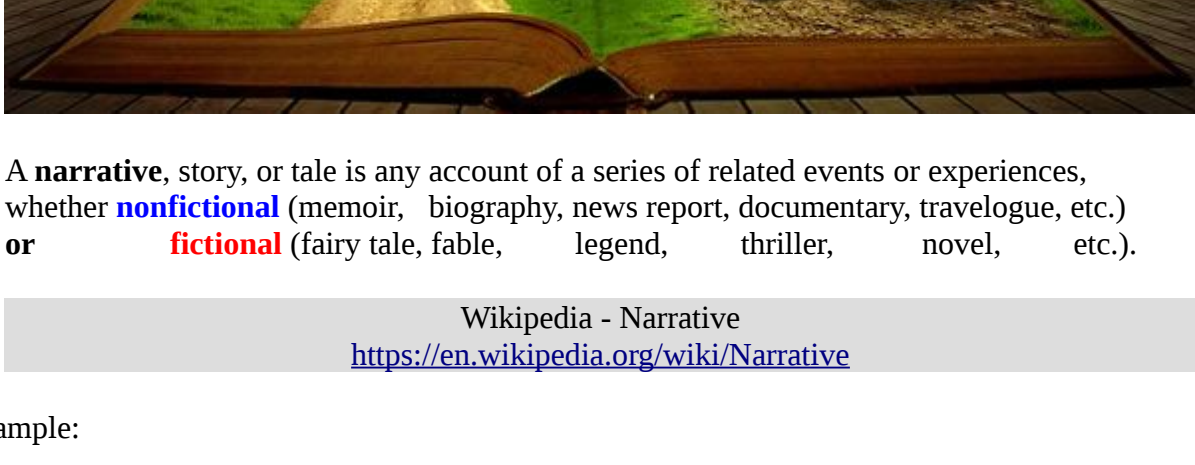 A narrative, story, or tale is any account of a series of related events or experiences,
whether nonfictional (memoir, biography, news report, documentary, travelogue, etc.)
or fictional (fairy tale, fable, legend, thriller, novel, etc.).
Wikipedia - Narrative
https://en.wikipedia.org/wiki/Narrative
ample: